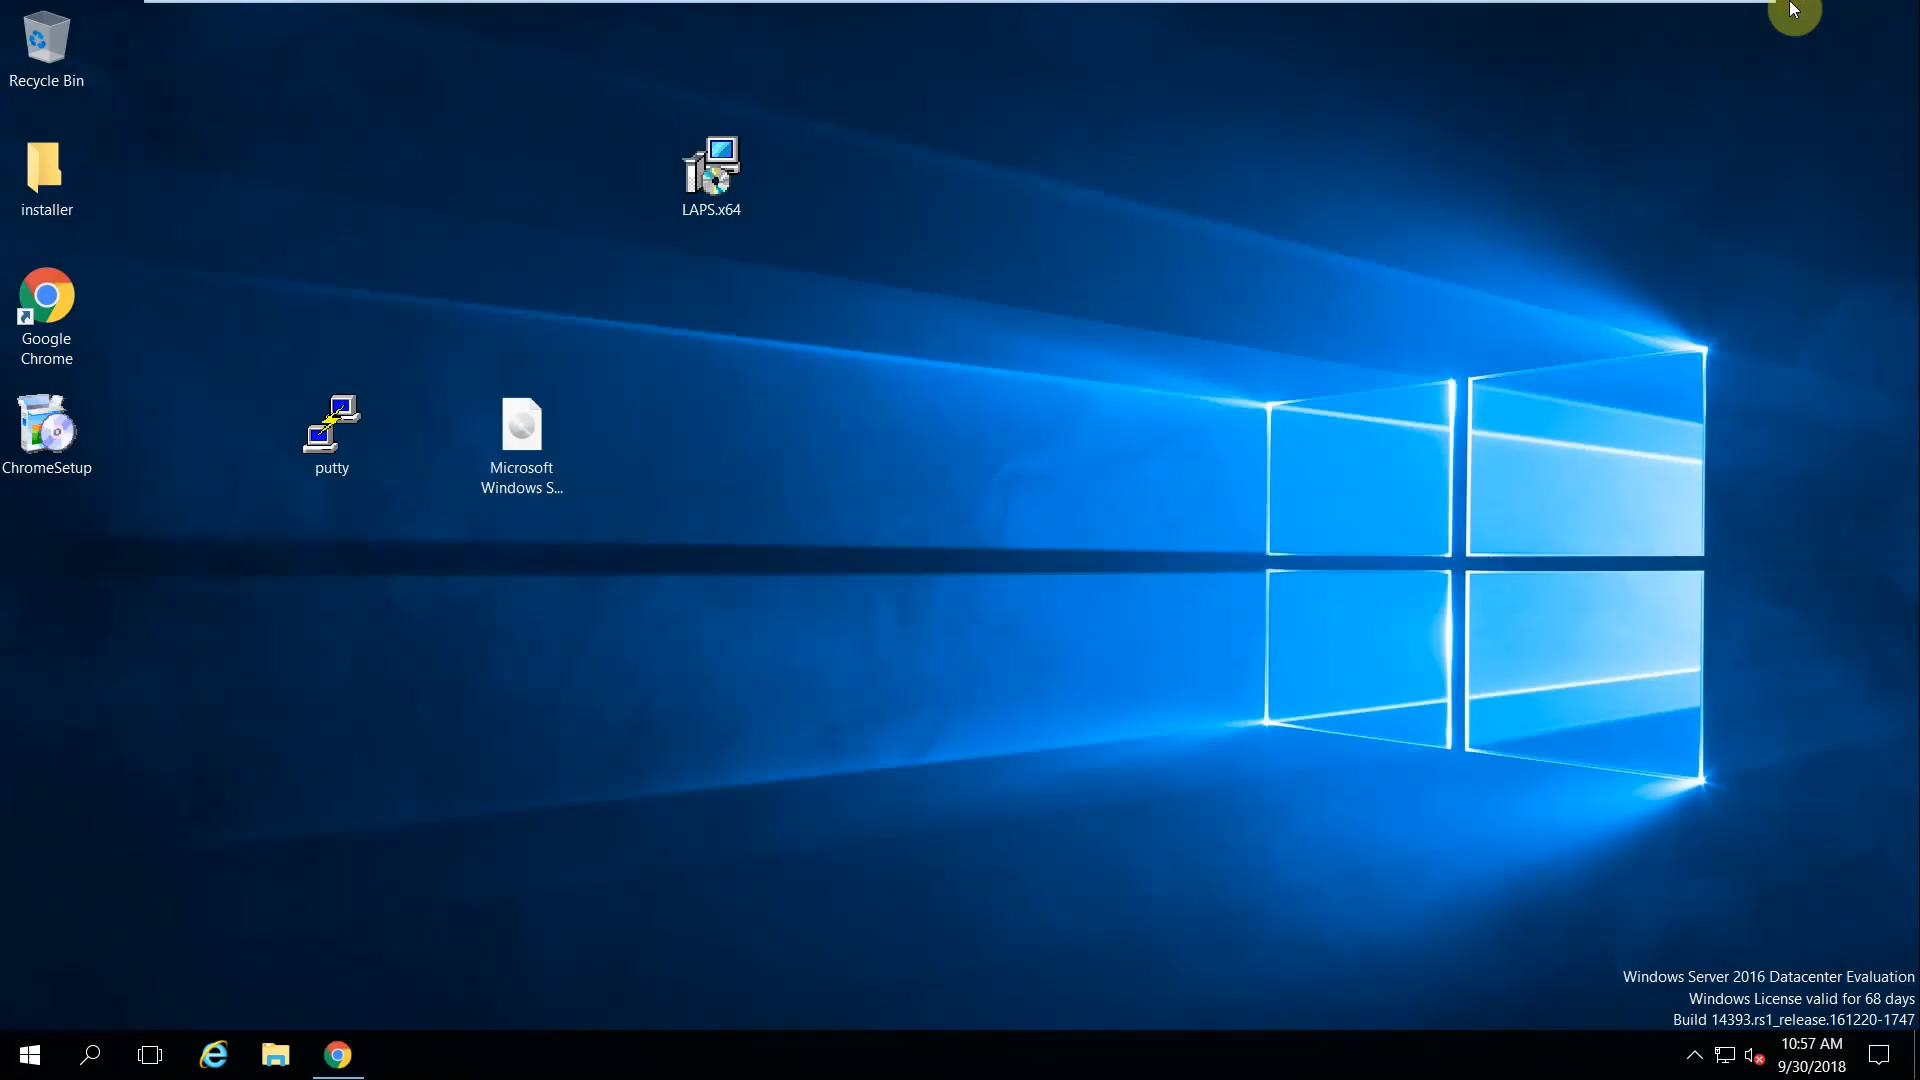 Recycle Bin
installer
LAPS.x64
Google
Chrome
ChromeSetup
putty
Microsoft
Windows S...
Windows Server 2016 Datacenter Evaluation
Windows License valid for 68 days
Build 14393.rs1_release.161220-1747
10:57 AM
9/30/2018